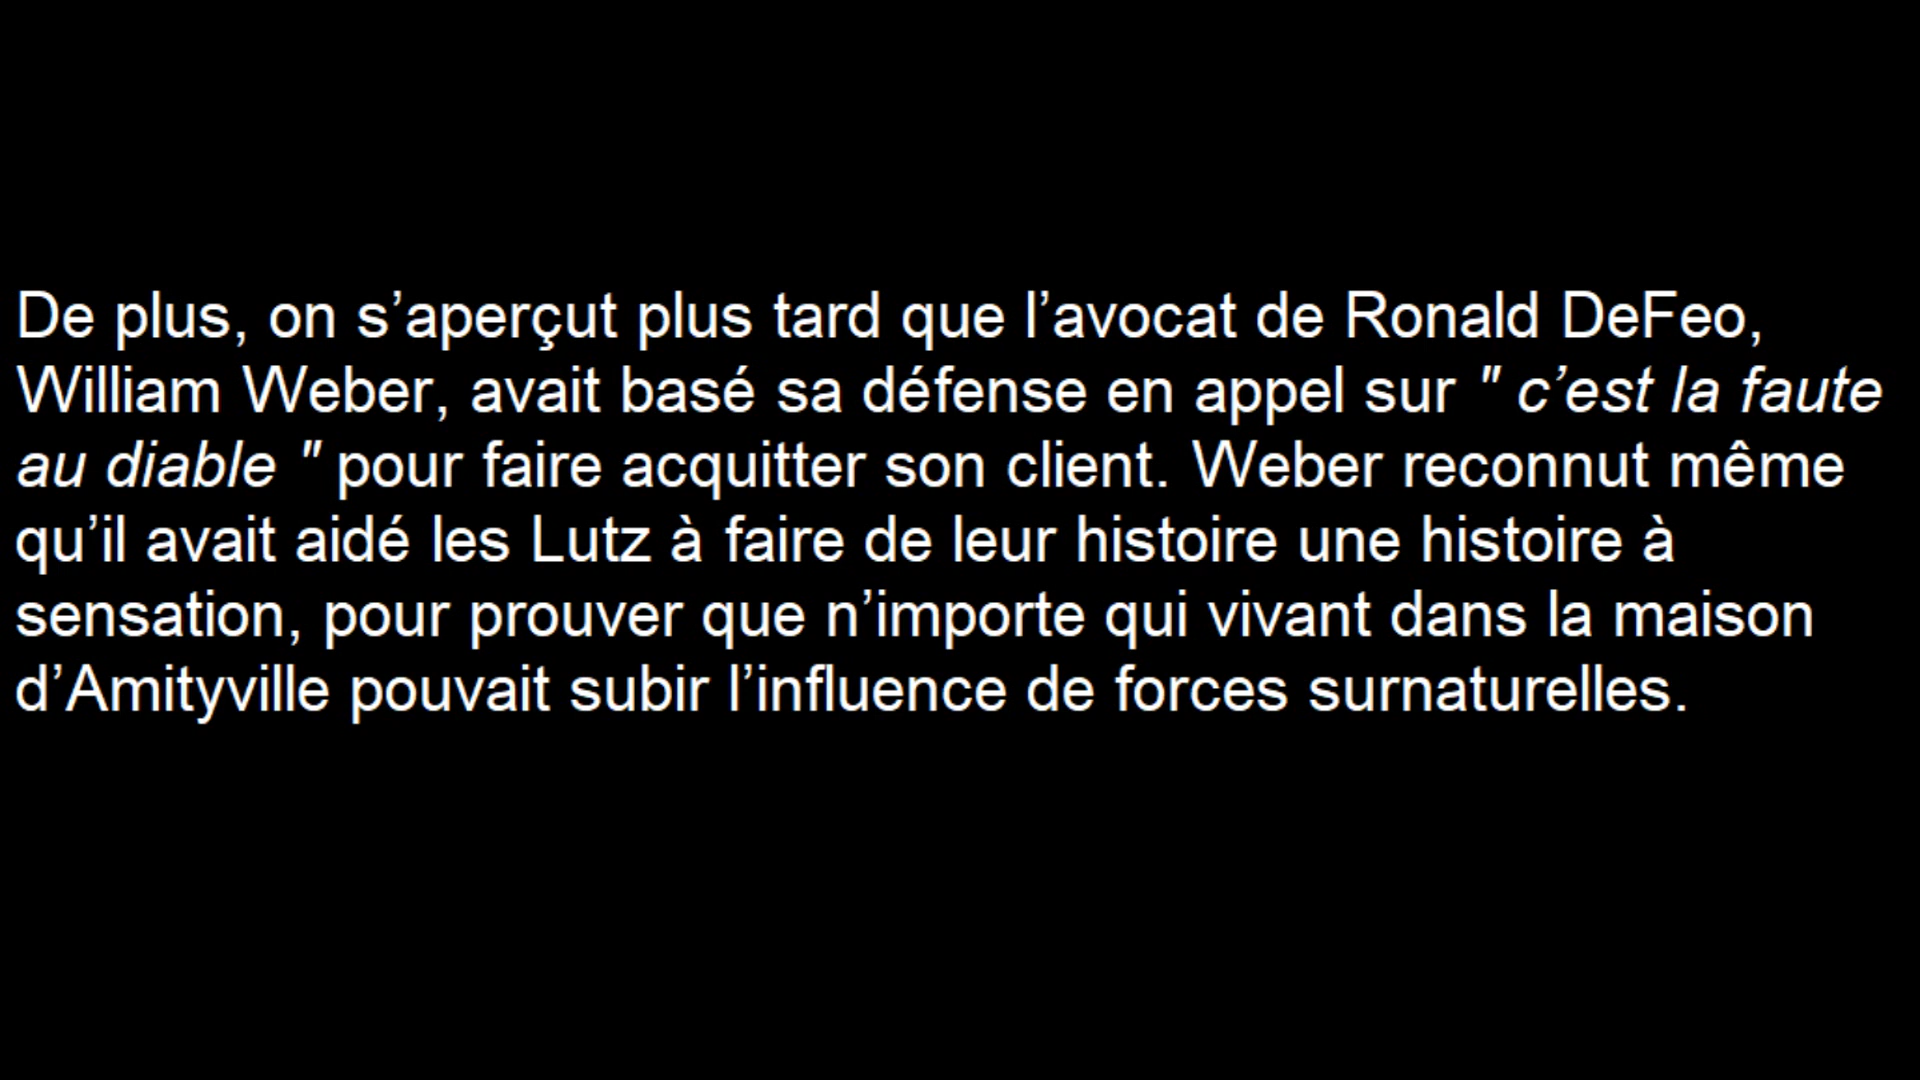 De plus, on s’aperçut plus tard que l’avocat de Ronald DeFeo,
William Weber, avait basé sa défense en appel sur " c’est la faute
au diable " pour faire acquitter son client. Weber reconnut même
qu’il avait aidé les Lutz à faire de leur histoire une histoire à
sensation, pour prouver que n’importe qui vivant dans la maison
d’Amityville pouvait subir l’influence de forces surnaturelles.